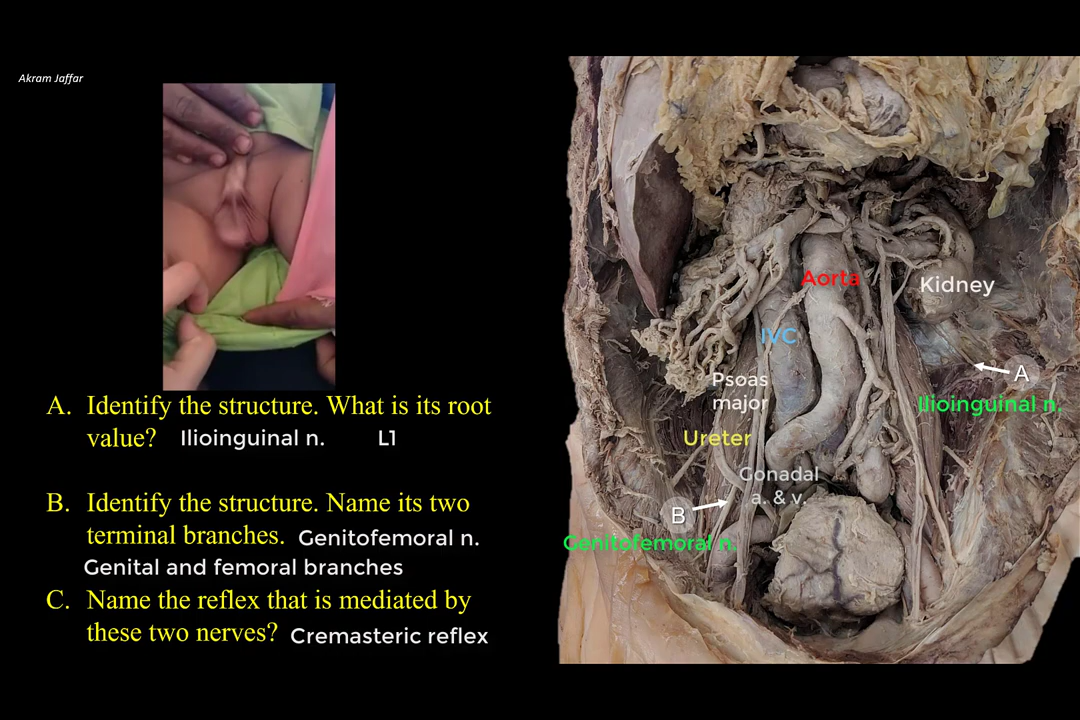 Akram Jaffar
A. Identify the structure. What is its root
value? Ilioinguinal n. L1
B. Identify the structure. Name its two
terminal branches. Genitofemoral n.
Genital and femoral branches
C. Name the reflex that is mediated by
these two nerves? Cremasteric reflex
Aorta
Kidney
IVC
A
Psoas
major
Ilioinguinal n.
Ureter
Gonadal
a. & v.
B
Genitofemoral n.